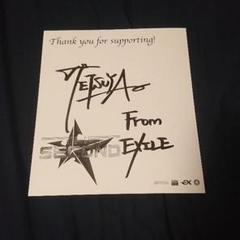 Thank you for supporting!
TETSUYA
From
SECOND
EXILE